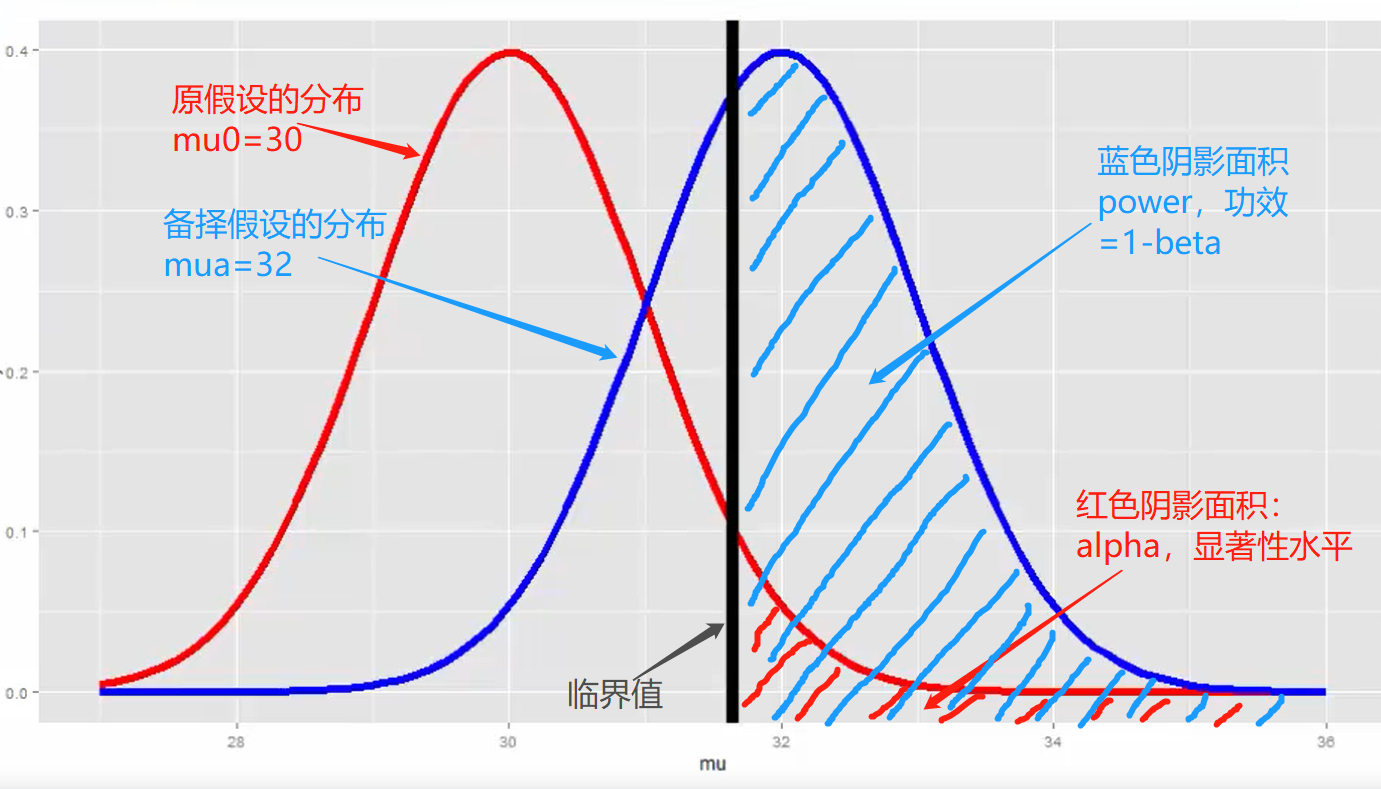 0.4
原假设的分布
mu0=30
蓝色阴影面积
power，功效
=1-beta
备择假设的分布
mua=32
0.3
0.2
红色阴影面积：
alpha，显著性水平
0.1
临界值
0.0
28
30
32
34
36
mu